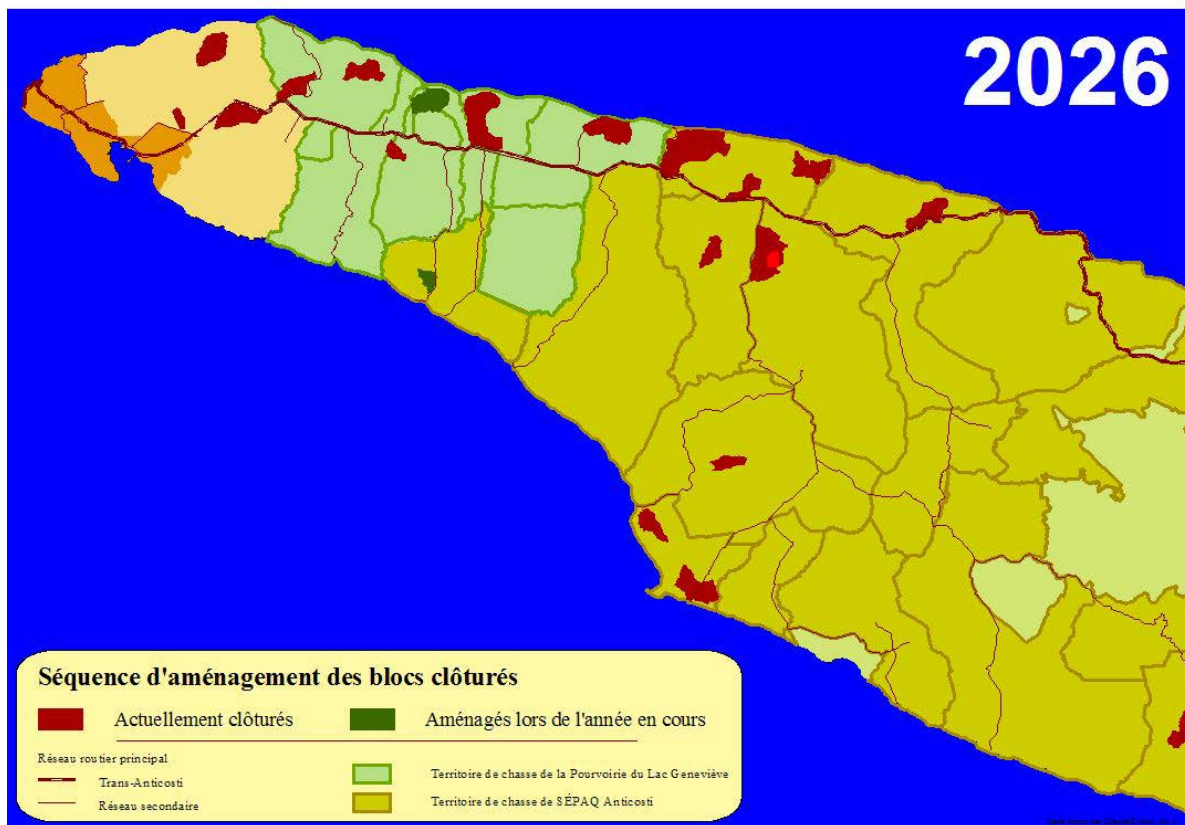 2026
Séquence d'aménagement des blocs clôturés
Actuellement clôturés
Aménagés lors de l'année en cours
Réseau routier principal
Trans-Anticosti
Réseau secondaire
Territoire de chasse de la Pourvoirie du Lac Geneviève
Territoire de chasse de SÉPAQ Anticosti